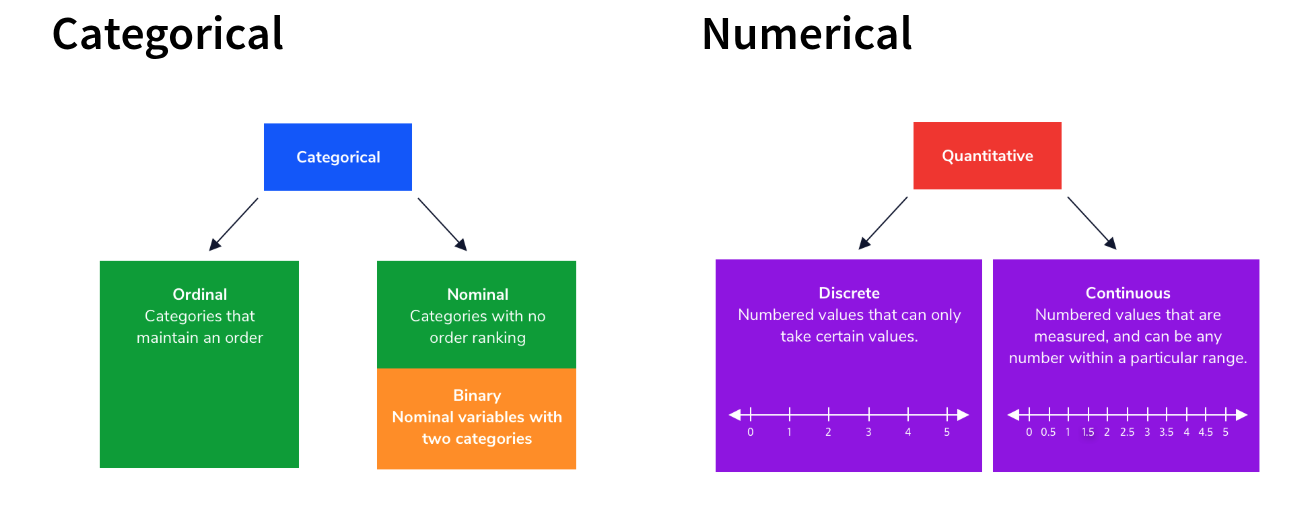 Categorical
Categorical
Ordinal
Categories that
maintain an order
Nominal
Categories with no
order ranking
Binary
Nominal variables with
two categories
Numerical
Quantitative
Discrete
Numbered values that can only
take certain values.
0 1 2 3 4 5
Continuous
Numbered values that are
measured, and can be any
number within a particular range.
0 0.5 1 1.5 2 2.5 3 3.5 4 4.5 5